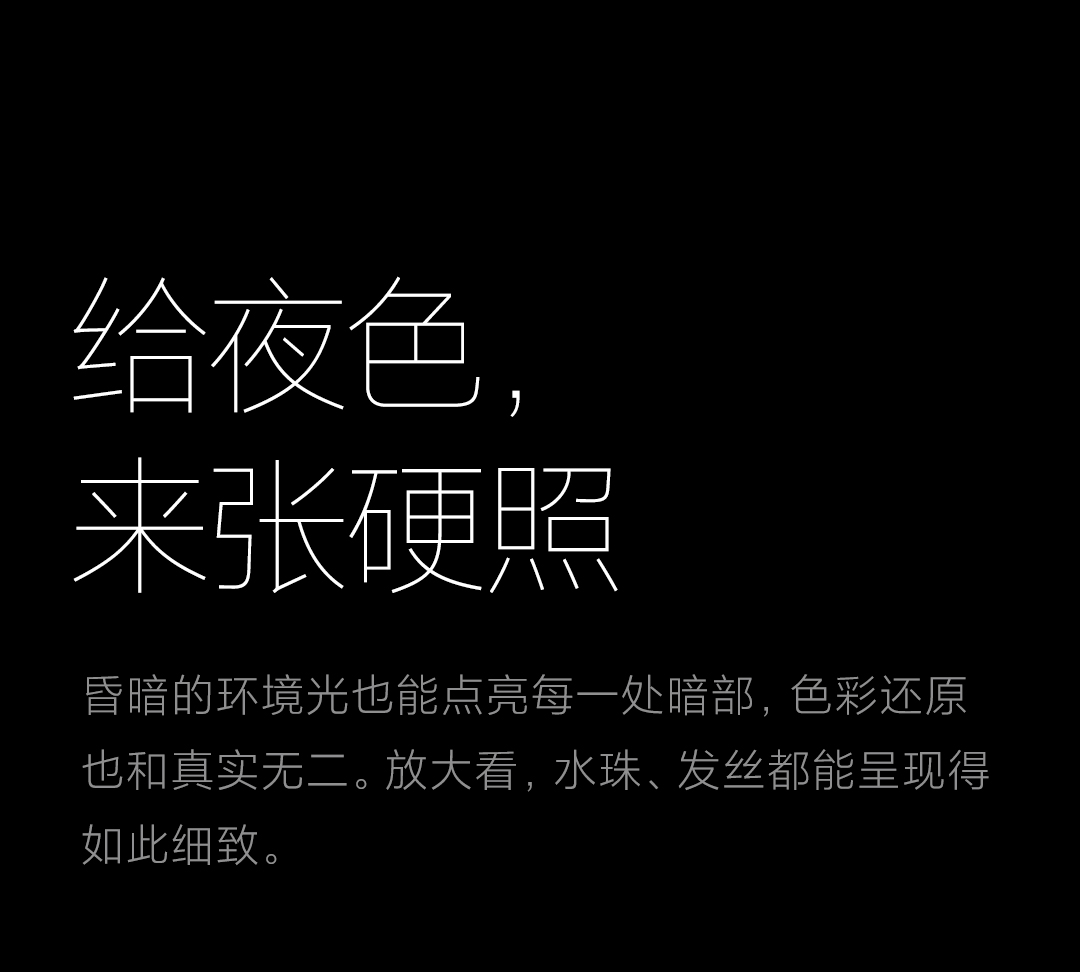 给夜色，
来张硬照
昏暗的环境光也能点亮每一处暗部，色彩还原
也和真实无二。放大看，水珠、发丝都能呈现得
如此细致。